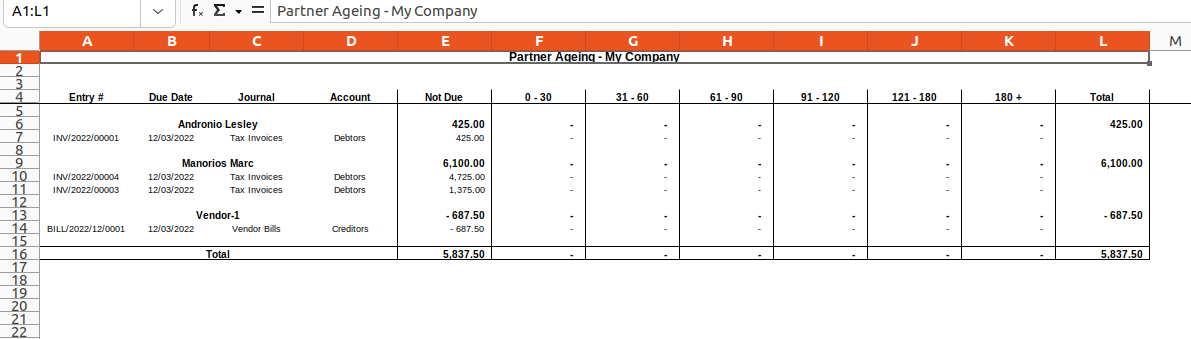 A1:L1 fx Σ = Partner Ageing - My Company
A B C D E F G H I J K L M
1 Partner Ageing - My Company
2
3
4 Entry # Due Date Journal Account Not Due 0 - 30 31 - 60 61 - 90 91 - 120 121 - 180 180 + Total
5
6 Andronio Lesley 425.00 - - - - - - 425.00
7 INV/2022/00001 12/03/2022 Tax Invoices Debtors 425.00 - - - - - -
8
9 Manorios Marc 6,100.00 - - - - - - 6,100.00
10 INV/2022/00004 12/03/2022 Tax Invoices Debtors 4,725.00 - - - - - -
11 INV/2022/00003 12/03/2022 Tax Invoices Debtors 1,375.00 - - - - - -
12
13 Vendor-1 - 687.50 - - - - - - - 687.50
14 BILL/2022/12/0001 12/03/2022 Vendor Bills Creditors - 687.50 - - - - - -
15
16 Total 5,837.50 - - - - - - 5,837.50
17
18
19
20
21
22